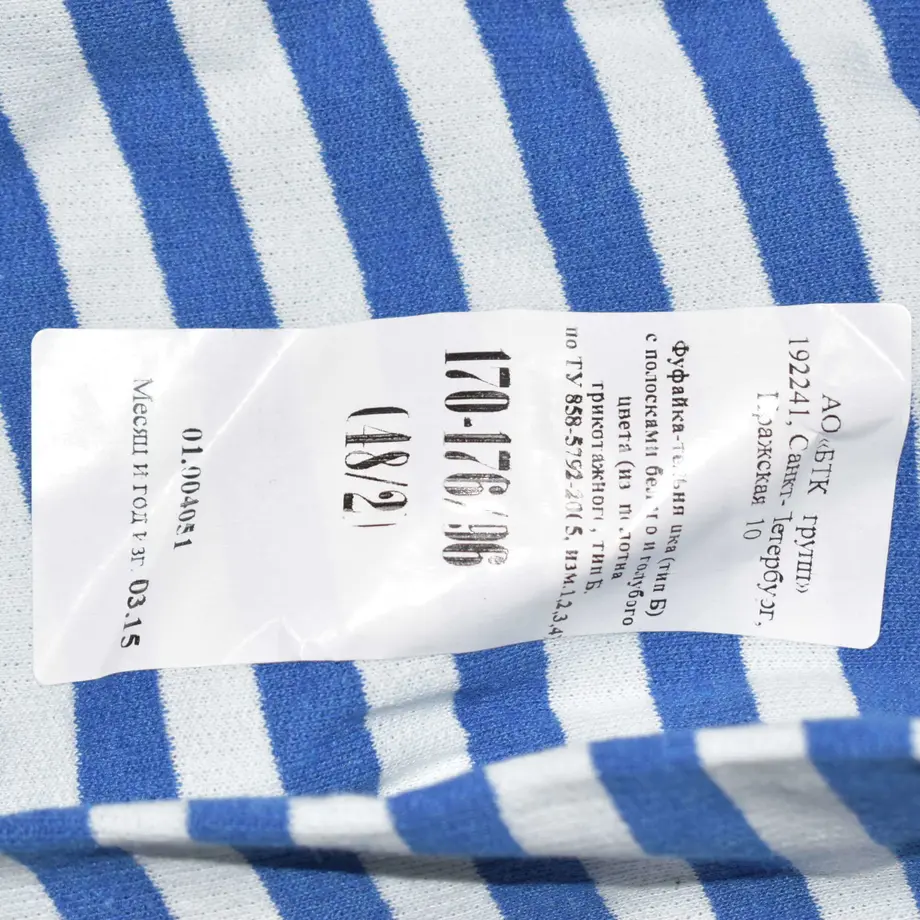 АО «БТК групп»
192241, Санкт-Петербург,
Пражская 10
Фуфайка-тельняшка (тип Б)
с полосками белого и голубого
цвета (из полотна
трикотажного, тип Б,
по ТУ 858-5792-2005, изм.1,2,3,4
170-176/96
(48/2)
01.004051
Месяц и год изг 03.15